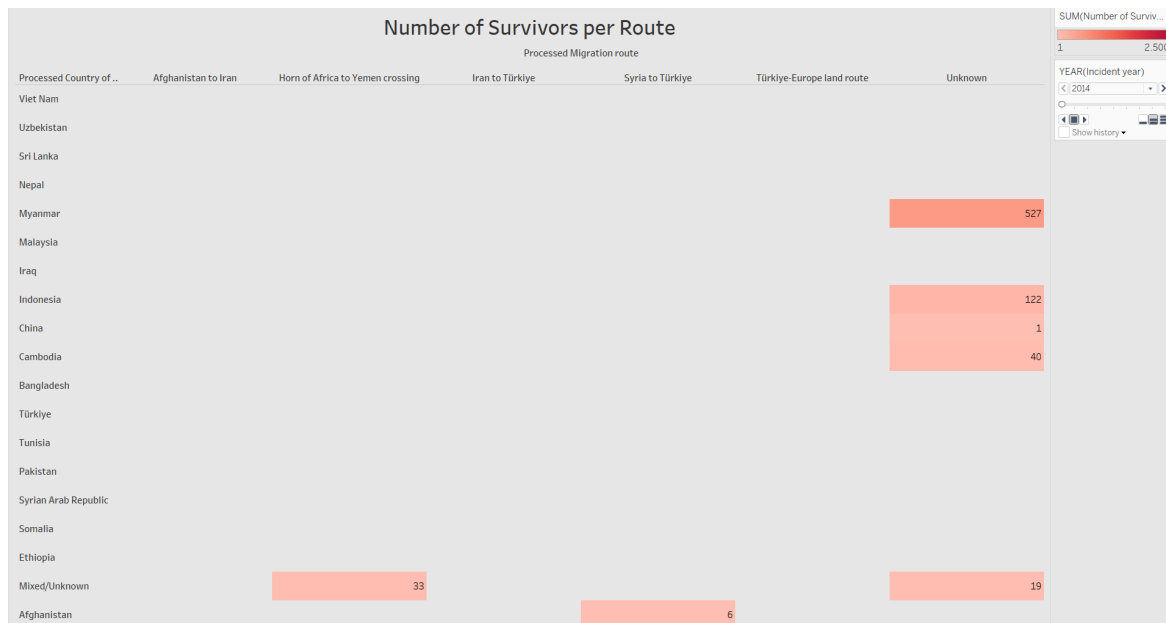 Number of Survivors per Route
Processed Migration route
Processed Country of .. Afghanistan to Iran Horn of Africa to Yemen crossing Iran to Türkiye Syria to Türkiye Türkiye-Europe land route Unknown
Viet Nam
Uzbekistan
Sri Lanka
Nepal
Myanmar 527
Malaysia
Iraq
Indonesia 122
China 1
Cambodia 40
Bangladesh
Türkiye
Tunisia
Pakistan
Syrian Arab Republic
Somalia
Ethiopia
Mixed/Unknown 33 19
Afghanistan 6
SUM(Number of Surviv...
1 2.500
YEAR(Incident year)
2014
Show history